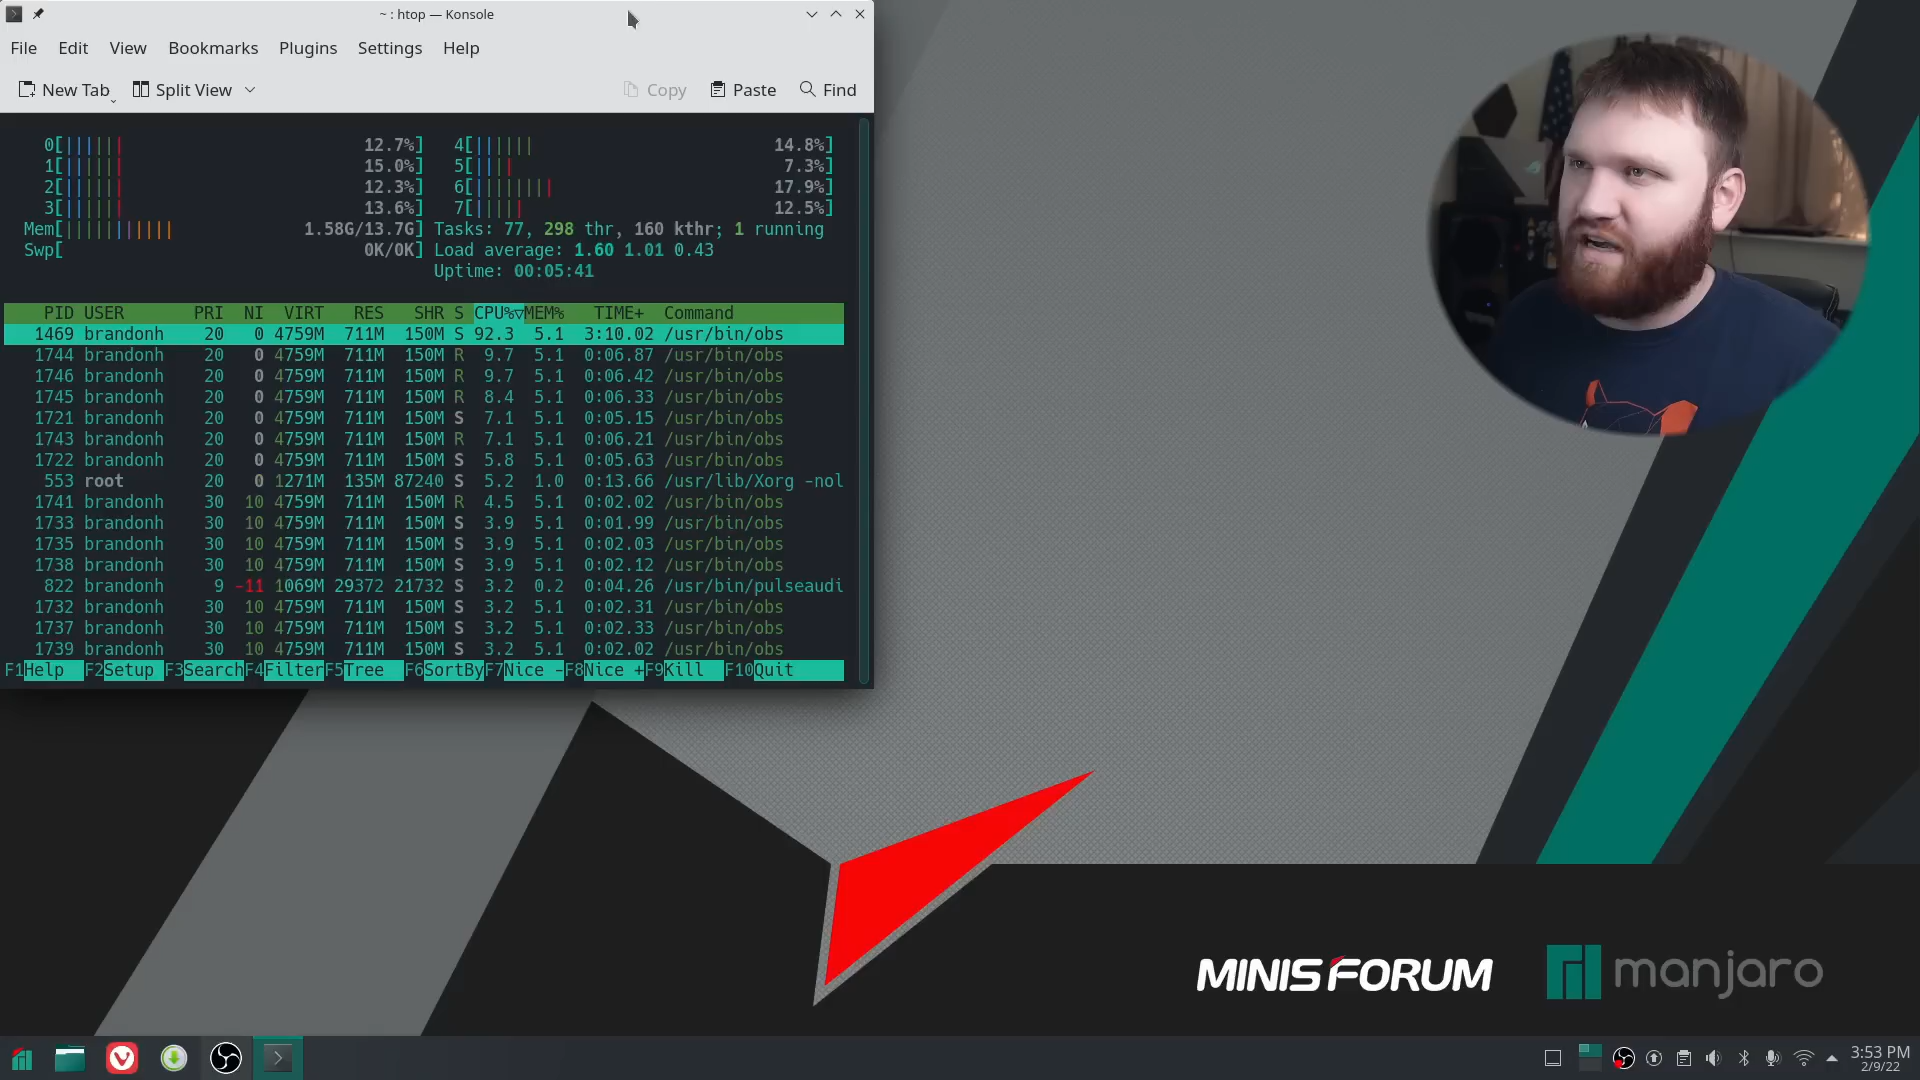 ~ : htop — Konsole
File Edit View Bookmarks Plugins Settings Help
New Tab Split View Copy Paste Find
0[||||||12.7%] 4[||||||14.8%]
1[||||||15.0%] 5[||||7.3%]
2[||||||12.3%] 6[||||||||17.9%]
3[||||||13.6%] 7[|||||12.5%]
Mem[|||||||||||1.58G/13.7G] Tasks: 77, 298 thr, 160 kthr; 1 running
Swp[0K/0K] Load average: 1.60 1.01 0.43
Uptime: 00:05:41
PID USER PRI NI VIRT RES SHR S CPU%▽MEM% TIME+ Command
1469 brandonh 20 0 4759M 711M 150M S 92.3 5.1 3:10.02 /usr/bin/obs
1744 brandonh 20 0 4759M 711M 150M R 9.7 5.1 0:06.87 /usr/bin/obs
1746 brandonh 20 0 4759M 711M 150M R 9.7 5.1 0:06.42 /usr/bin/obs
1745 brandonh 20 0 4759M 711M 150M R 8.4 5.1 0:06.33 /usr/bin/obs
1721 brandonh 20 0 4759M 711M 150M S 7.1 5.1 0:05.15 /usr/bin/obs
1743 brandonh 20 0 4759M 711M 150M R 7.1 5.1 0:06.21 /usr/bin/obs
1722 brandonh 20 0 4759M 711M 150M S 5.8 5.1 0:05.63 /usr/bin/obs
553 root 20 0 1271M 135M 87240 S 5.2 1.0 0:13.66 /usr/lib/Xorg -nol
1741 brandonh 30 10 4759M 711M 150M R 4.5 5.1 0:02.02 /usr/bin/obs
1733 brandonh 30 10 4759M 711M 150M S 3.9 5.1 0:01.99 /usr/bin/obs
1735 brandonh 30 10 4759M 711M 150M S 3.9 5.1 0:02.03 /usr/bin/obs
1738 brandonh 30 10 4759M 711M 150M S 3.9 5.1 0:02.12 /usr/bin/obs
822 brandonh 9 -11 1069M 29372 21732 S 3.2 0.2 0:04.26 /usr/bin/pulseaudi
1732 brandonh 30 10 4759M 711M 150M S 3.2 5.1 0:02.31 /usr/bin/obs
1737 brandonh 30 10 4759M 711M 150M S 3.2 5.1 0:02.33 /usr/bin/obs
1739 brandonh 30 10 4759M 711M 150M S 3.2 5.1 0:02.02 /usr/bin/obs
F1Help F2Setup F3SearchF4FilterF5Tree F6SortByF7Nice -F8Nice +F9Kill F10Quit
MINISFORUM manjaro
3:53 PM
2/9/22